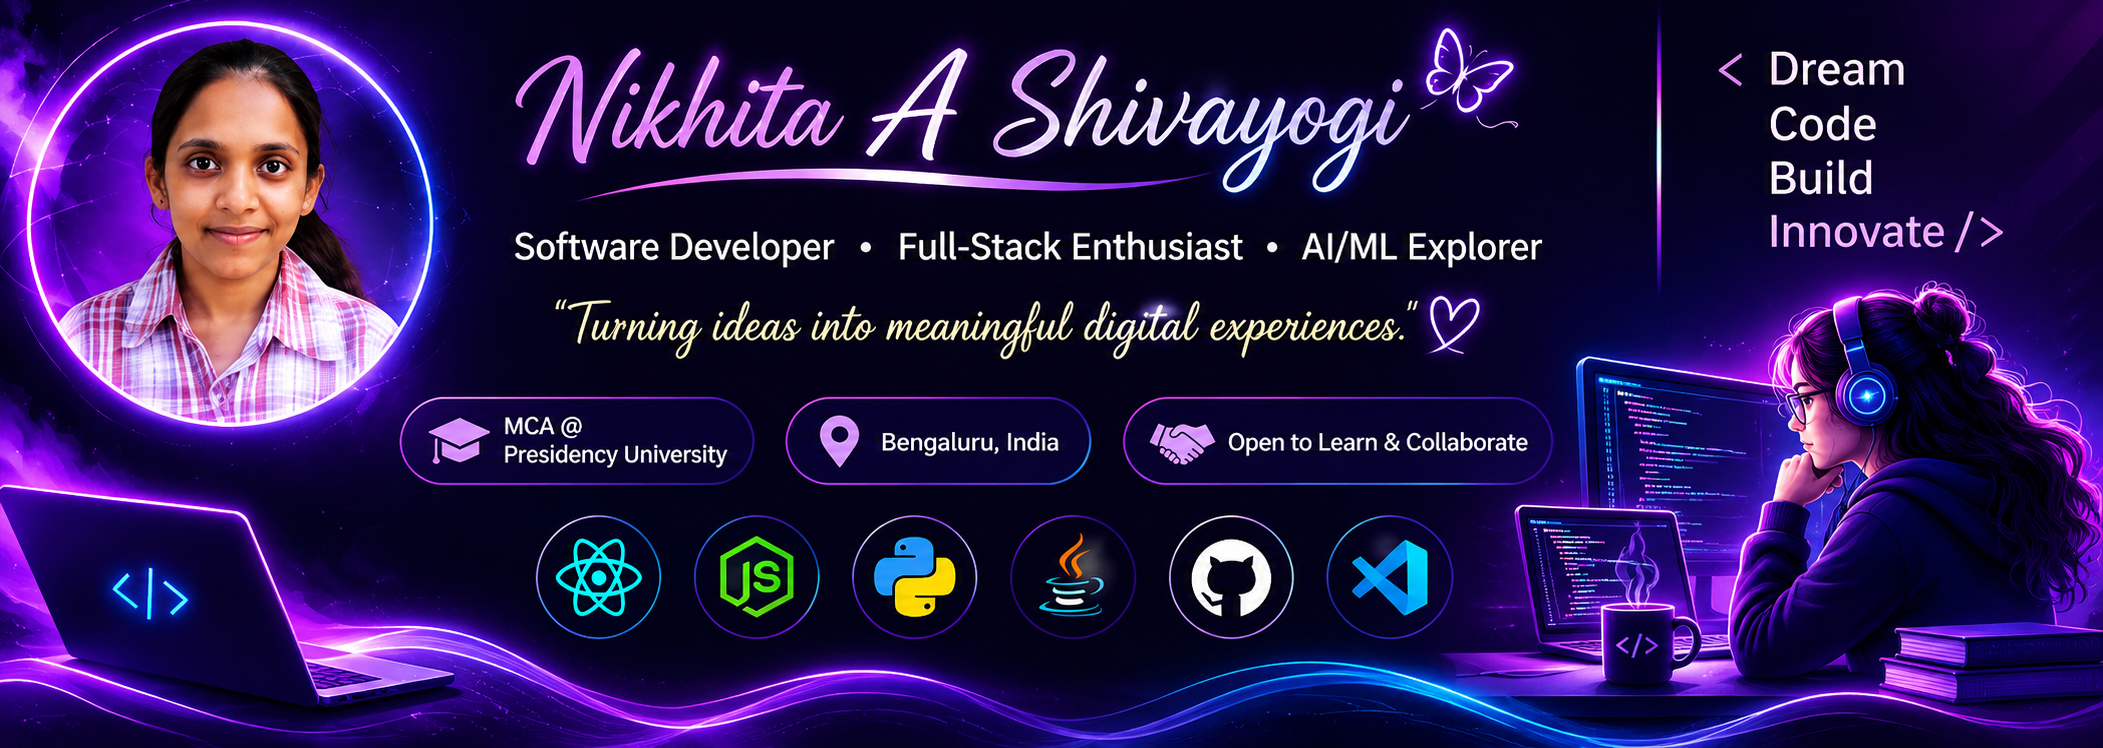 Nikhita A Shivayogi
Software Developer • Full-Stack Enthusiast • AI/ML Explorer
“Turning ideas into meaningful digital experiences.”
MCA @
Presidency University
Bengaluru, India
Open to Learn & Collaborate
JS
< Dream
Code
Build
Innovate />
</>
</>